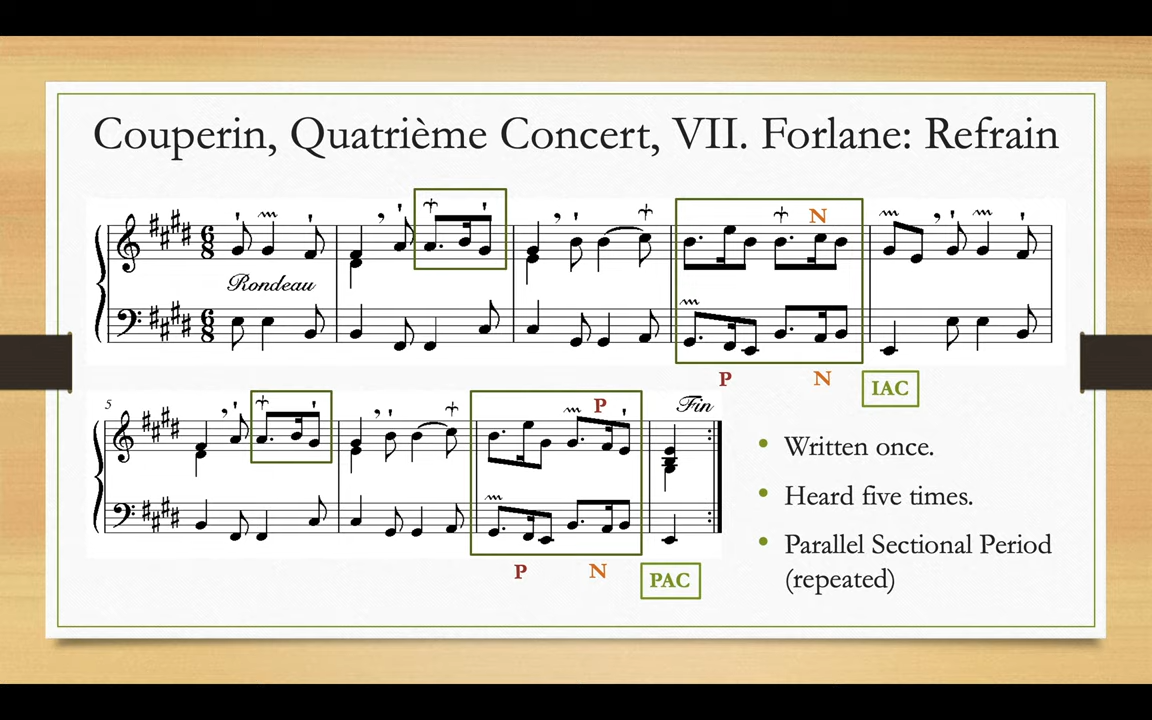 Couperin, Quatrième Concert, VII. Forlane: Refrain
N
Rondeau
P N IAC
5
P Fin
• Written once.
• Heard five times.
• Parallel Sectional Period
(repeated)
P N PAC